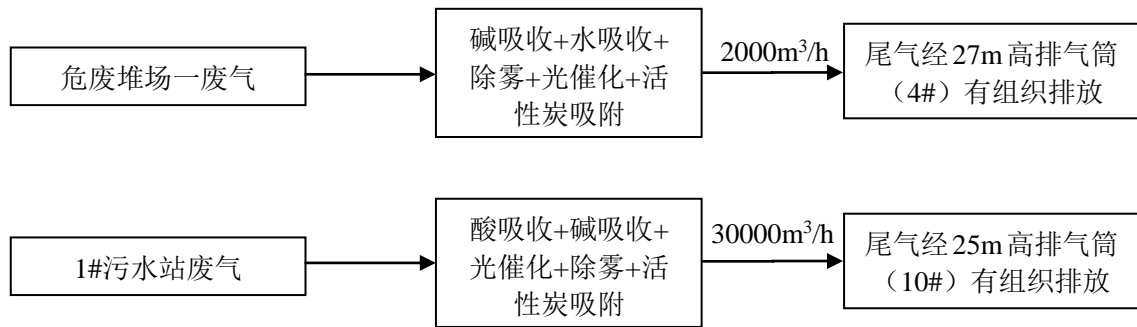 危废堆场一废气
碱吸收+水吸收+
除雾+光催化+活
性炭吸附
2000m³/h
尾气经27m高排气筒
（4#）有组织排放
1#污水站废气
酸吸收+碱吸收+
光催化+除雾+活
性炭吸附
30000m³/h
尾气经25m高排气筒
（10#）有组织排放